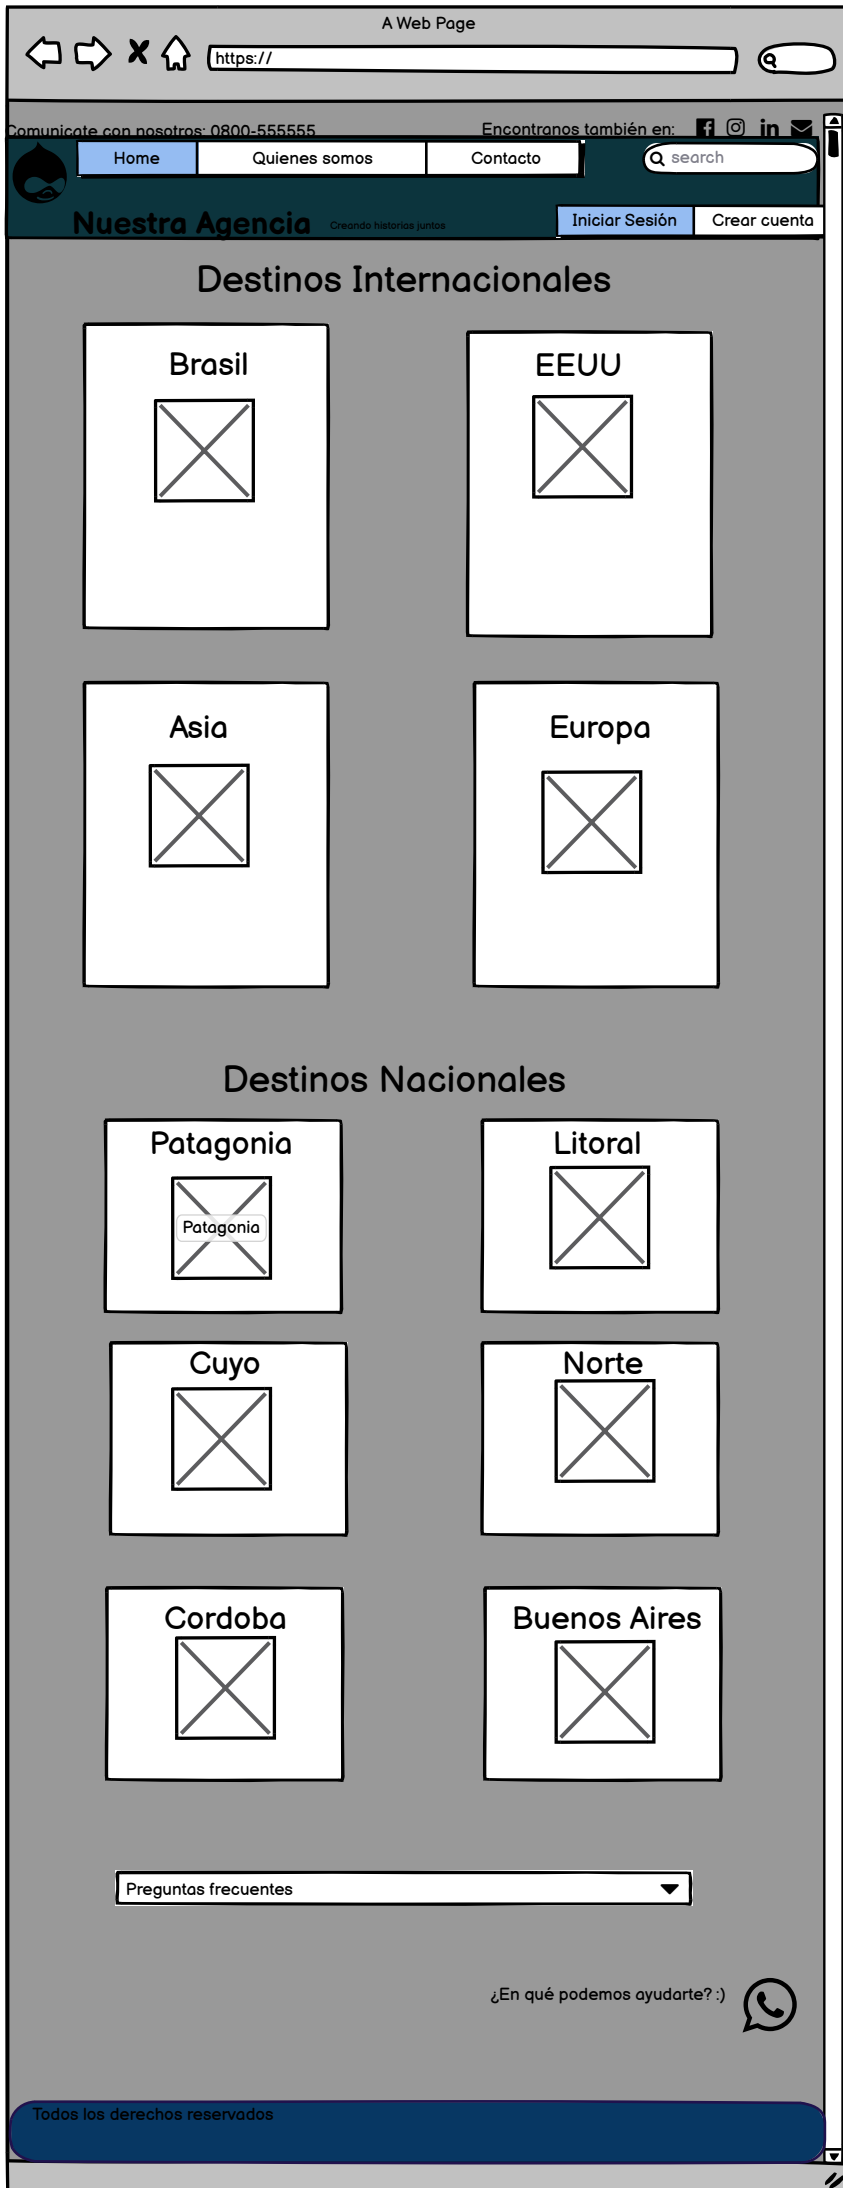 A Web Page
https://
Comunicate con nosotros: 0800-555555
Encontranos también en:
Home
Quienes somos
Contacto
search
Nuestra Agencia
Creando historias juntos
Iniciar Sesión
Crear cuenta
Destinos Internacionales
Brasil
EEUU
Asia
Europa
Destinos Nacionales
Patagonia
Litoral
Patagonia
Cuyo
Norte
Cordoba
Buenos Aires
Preguntas frecuentes
¿En qué podemos ayudarte? :)
Todos los derechos reservados